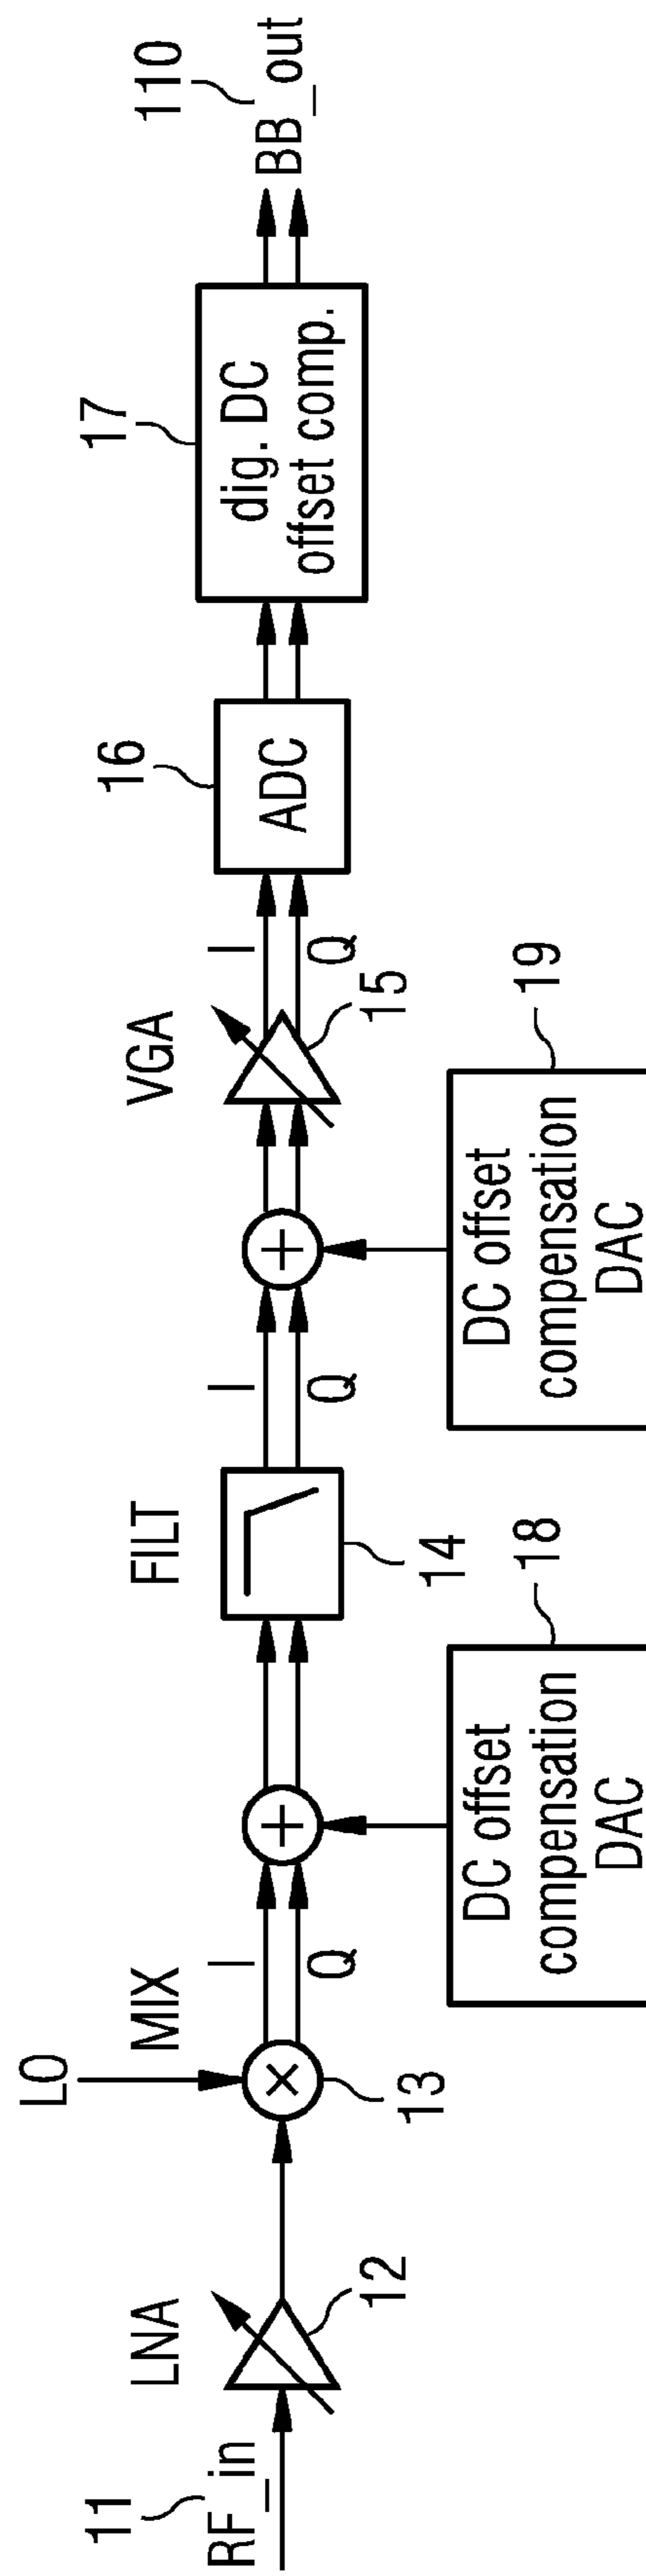 11
RF_in
LNA
12
LO
MIX
13
I
Q
DC offset
compensation
DAC
18
FILT
14
I
Q
DC offset
compensation
DAC
19
VGA
15
I
Q
16
ADC
17
dig. DC
offset comp.
110
BB_out